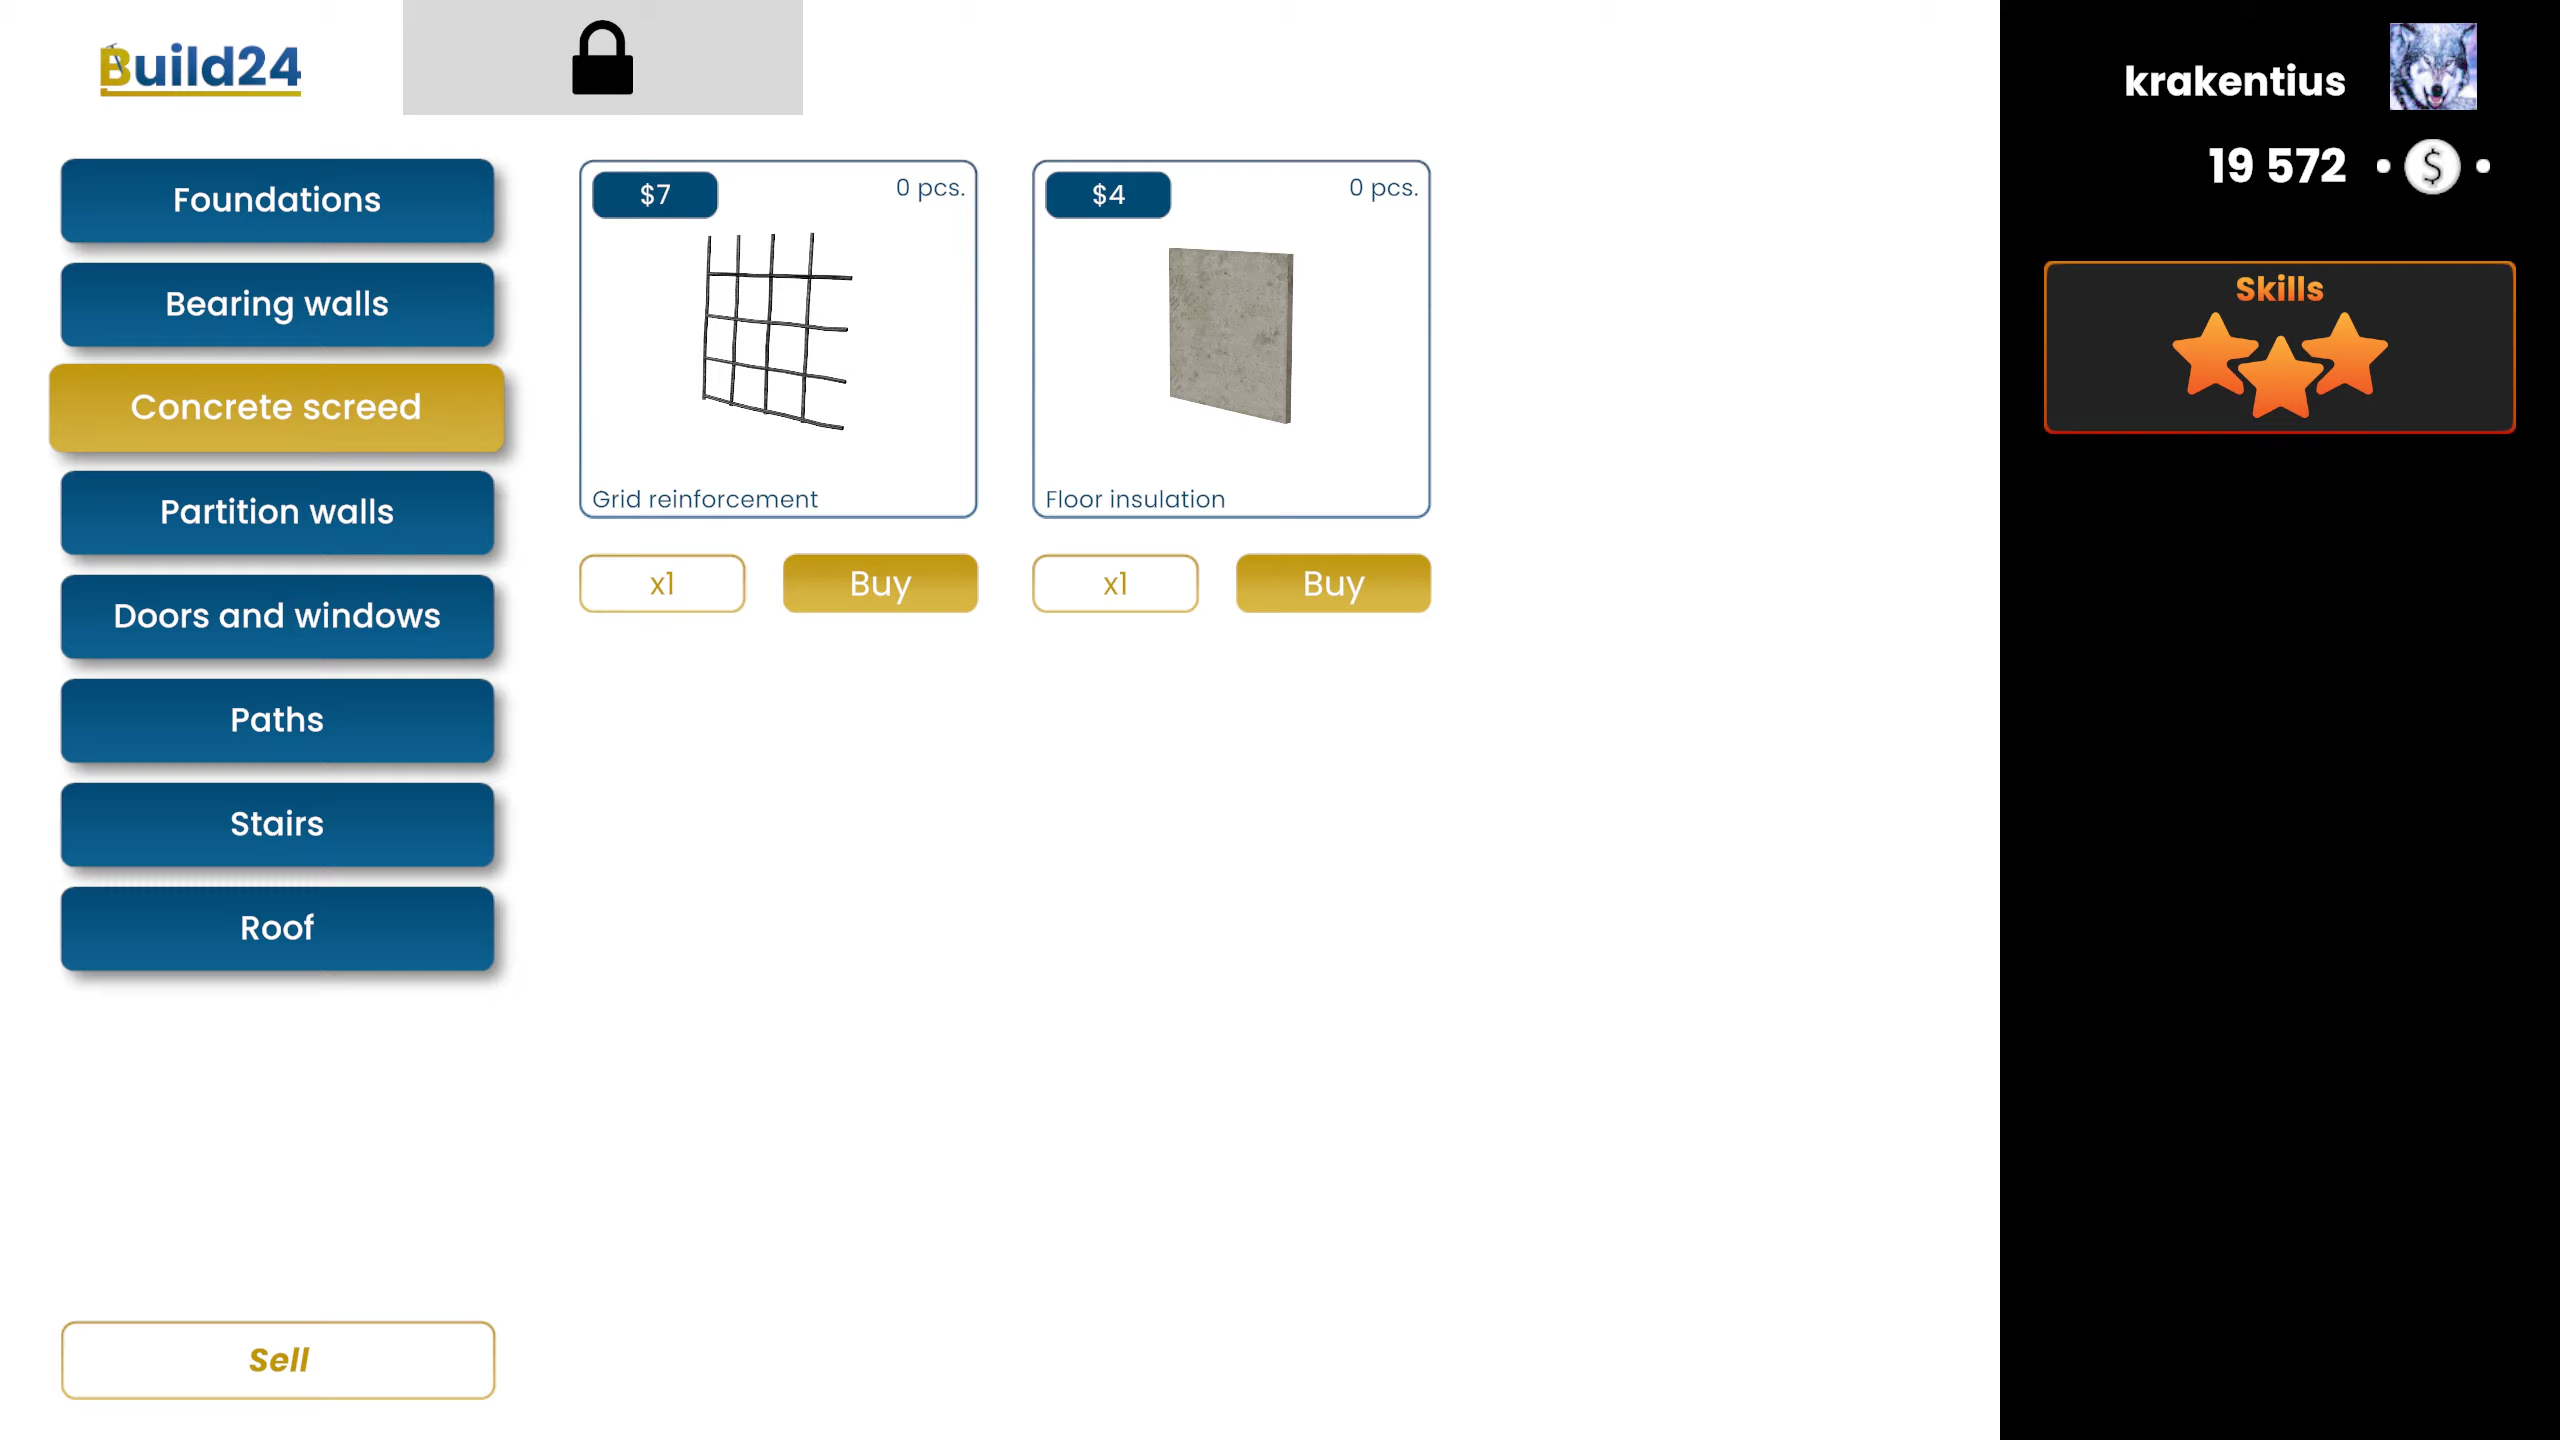 Build24
krakentius
19 572
$
Skills
Foundations
Bearing walls
Concrete screed
Partition walls
Doors and windows
Paths
Stairs
Roof
Sell
$7
0 pcs.
Grid reinforcement
x1
Buy
$4
0 pcs.
Floor insulation
x1
Buy